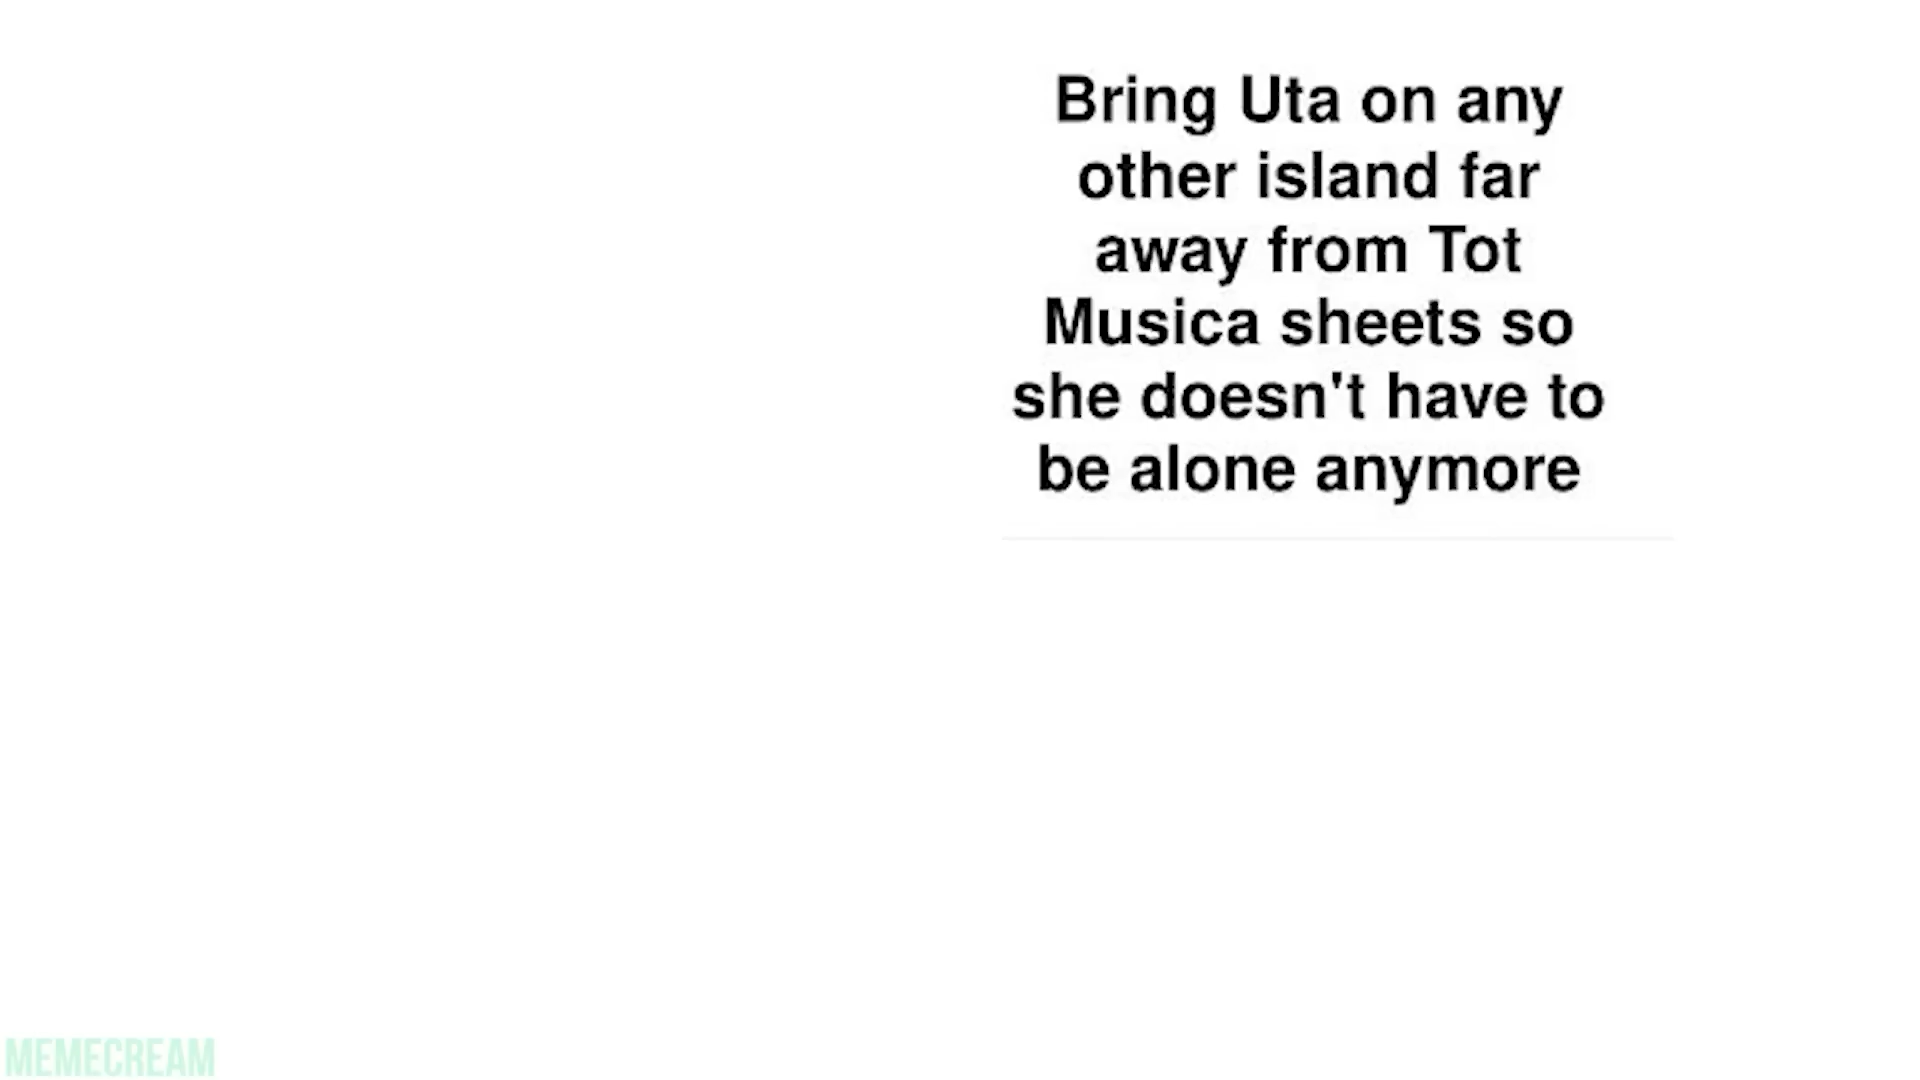 Bring Uta on any
other island far
away from Tot
Musica sheets so
she doesn't have to
be alone anymore
MEMECREAM